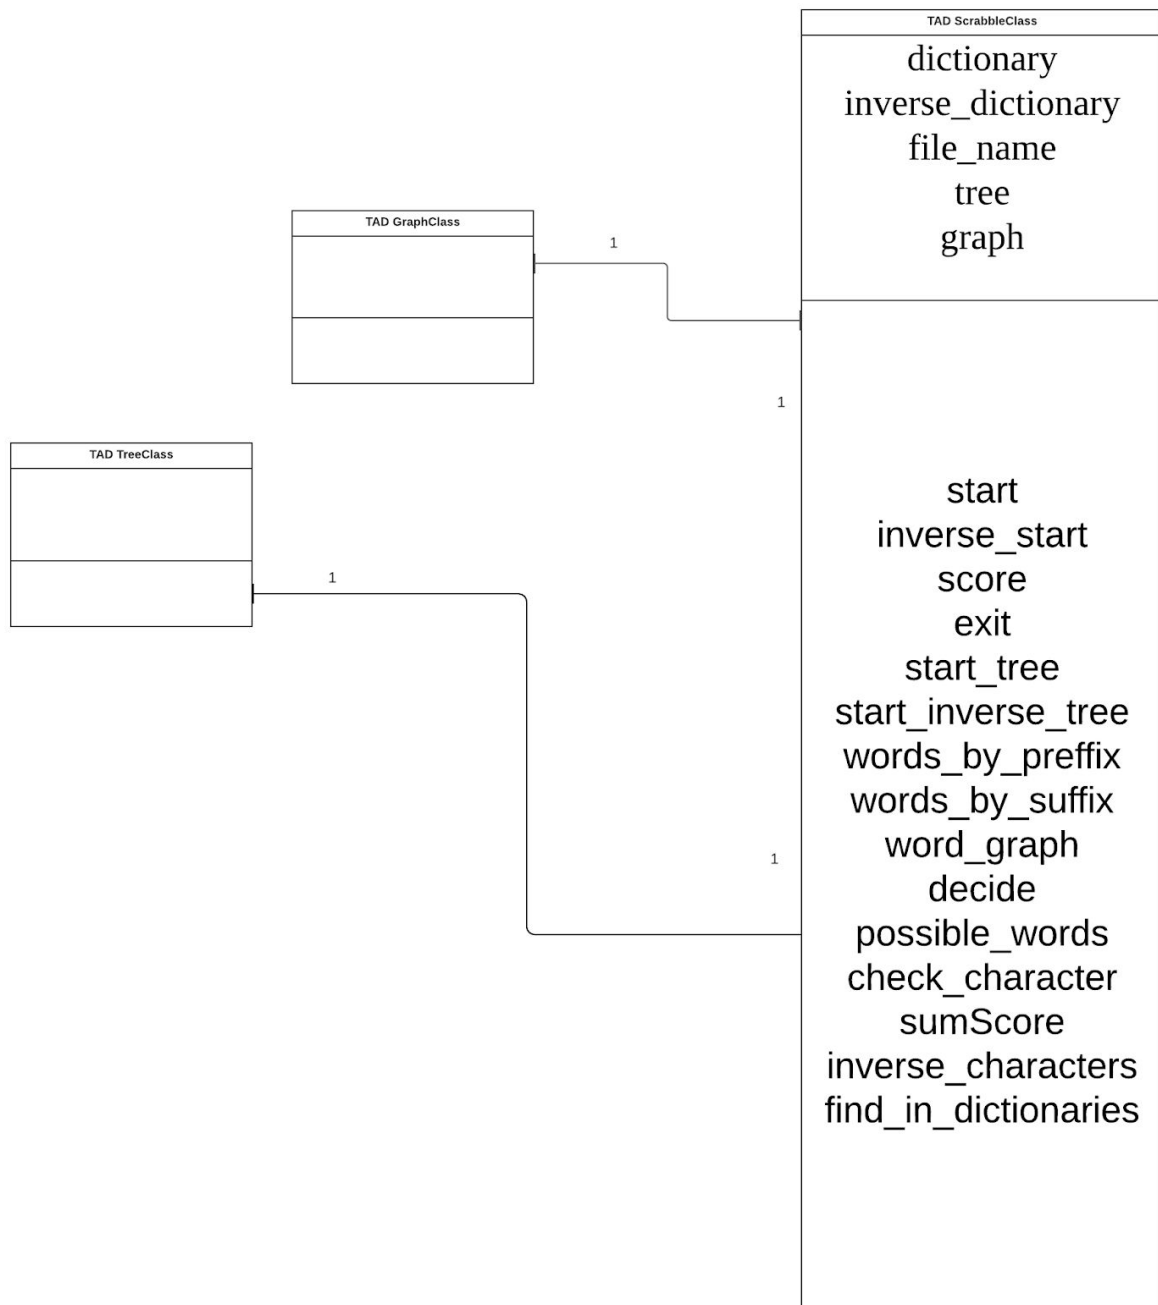 TAD ScrabbleClass
dictionary
inverse_dictionary
file_name
tree
graph
TAD GraphClass
1
1
TAD TreeClass
1
1
start
inverse_start
score
exit
start_tree
start_inverse_tree
words_by_preffix
words_by_suffix
word_graph
decide
possible_words
check_character
sumScore
inverse_characters
find_in_dictionaries